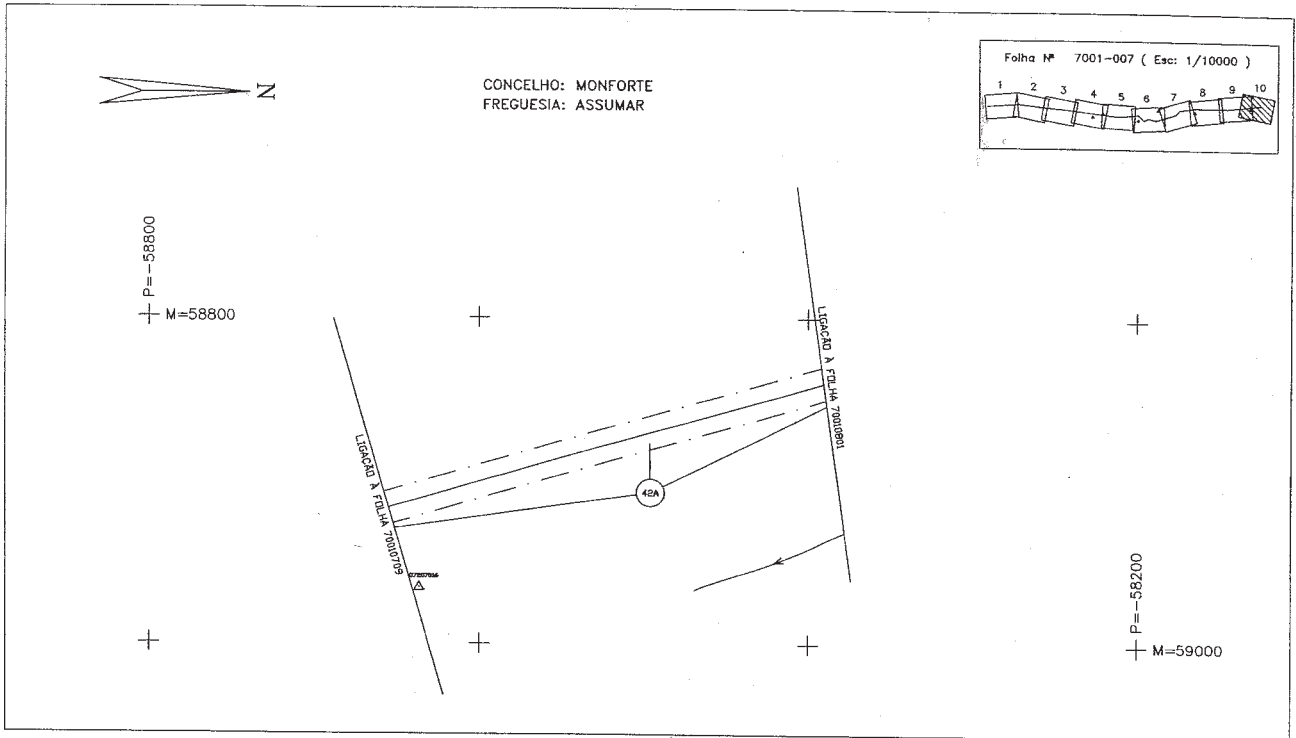 N
CONCELHO: MONFORTE
FREGUESIA: ASSUMAR
Folha Nº 7001-007 ( Esc: 1/10000 )
1 2 3 4 5 6 7 8 9 10
P=-58800
M=58800
LIGAÇÃO À FOLHA 70010801
LIGAÇÃO À FOLHA 70010709
42A
P=-58200
M=59000